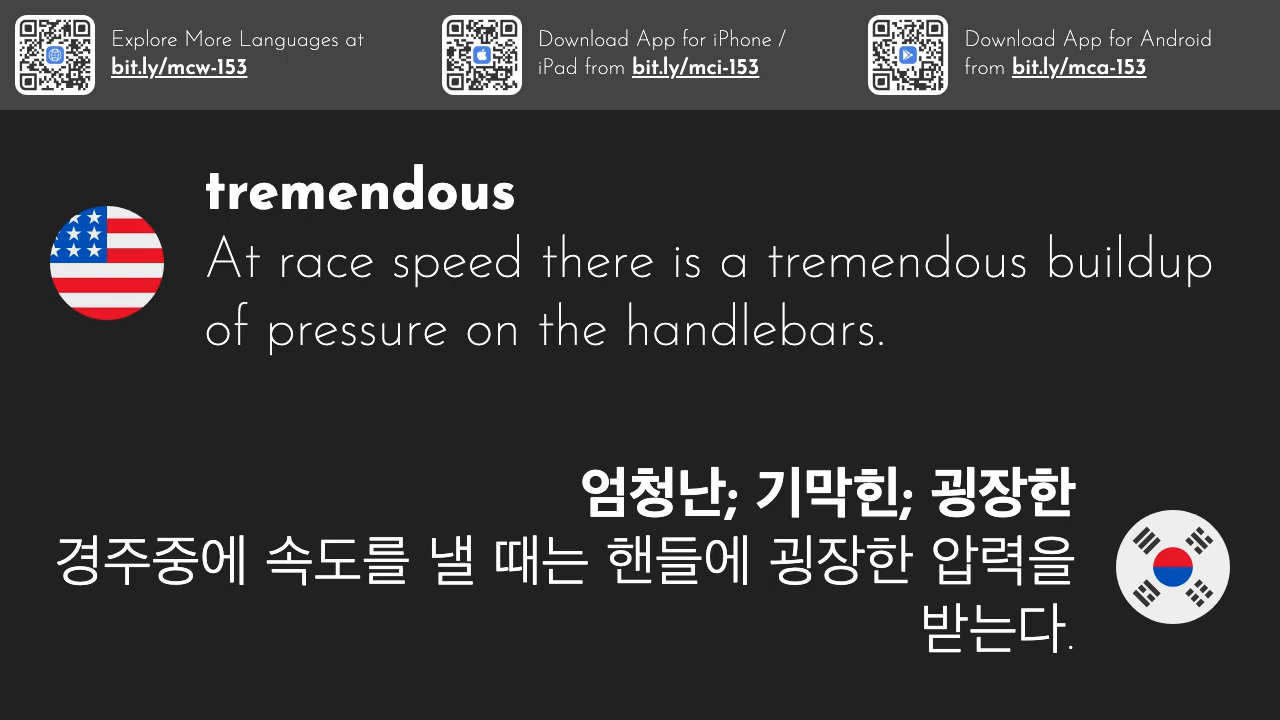 Explore More Languages at
bit.ly/mcw-153
Download App for iPhone /
iPad from bit.ly/mci-153
Download App for Android
from bit.ly/mca-153
tremendous
At race speed there is a tremendous buildup
of pressure on the handlebars.
엄청난; 기막힌; 굉장한
경주중에 속도를 낼 때는 핸들에 굉장한 압력을
받는다.